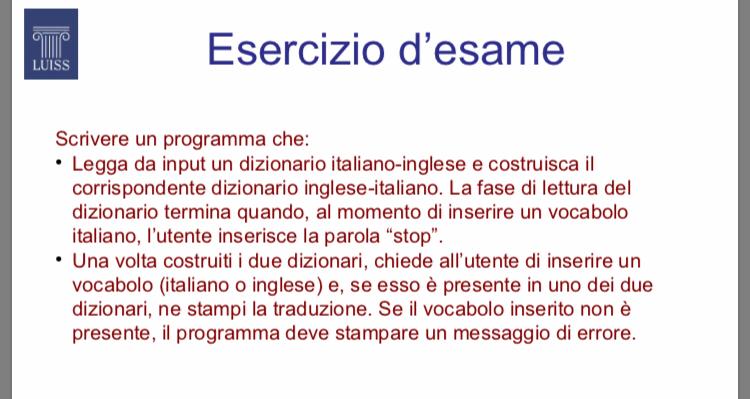 LUISS
Esercizio d’esame
Scrivere un programma che:
• Legga da input un dizionario italiano-inglese e costruisca il
corrispondente dizionario inglese-italiano. La fase di lettura del
dizionario termina quando, al momento di inserire un vocabolo
italiano, l’utente inserisce la parola “stop”.
• Una volta costruiti i due dizionari, chiede all’utente di inserire un
vocabolo (italiano o inglese) e, se esso è presente in uno dei due
dizionari, ne stampi la traduzione. Se il vocabolo inserito non è
presente, il programma deve stampare un messaggio di errore.